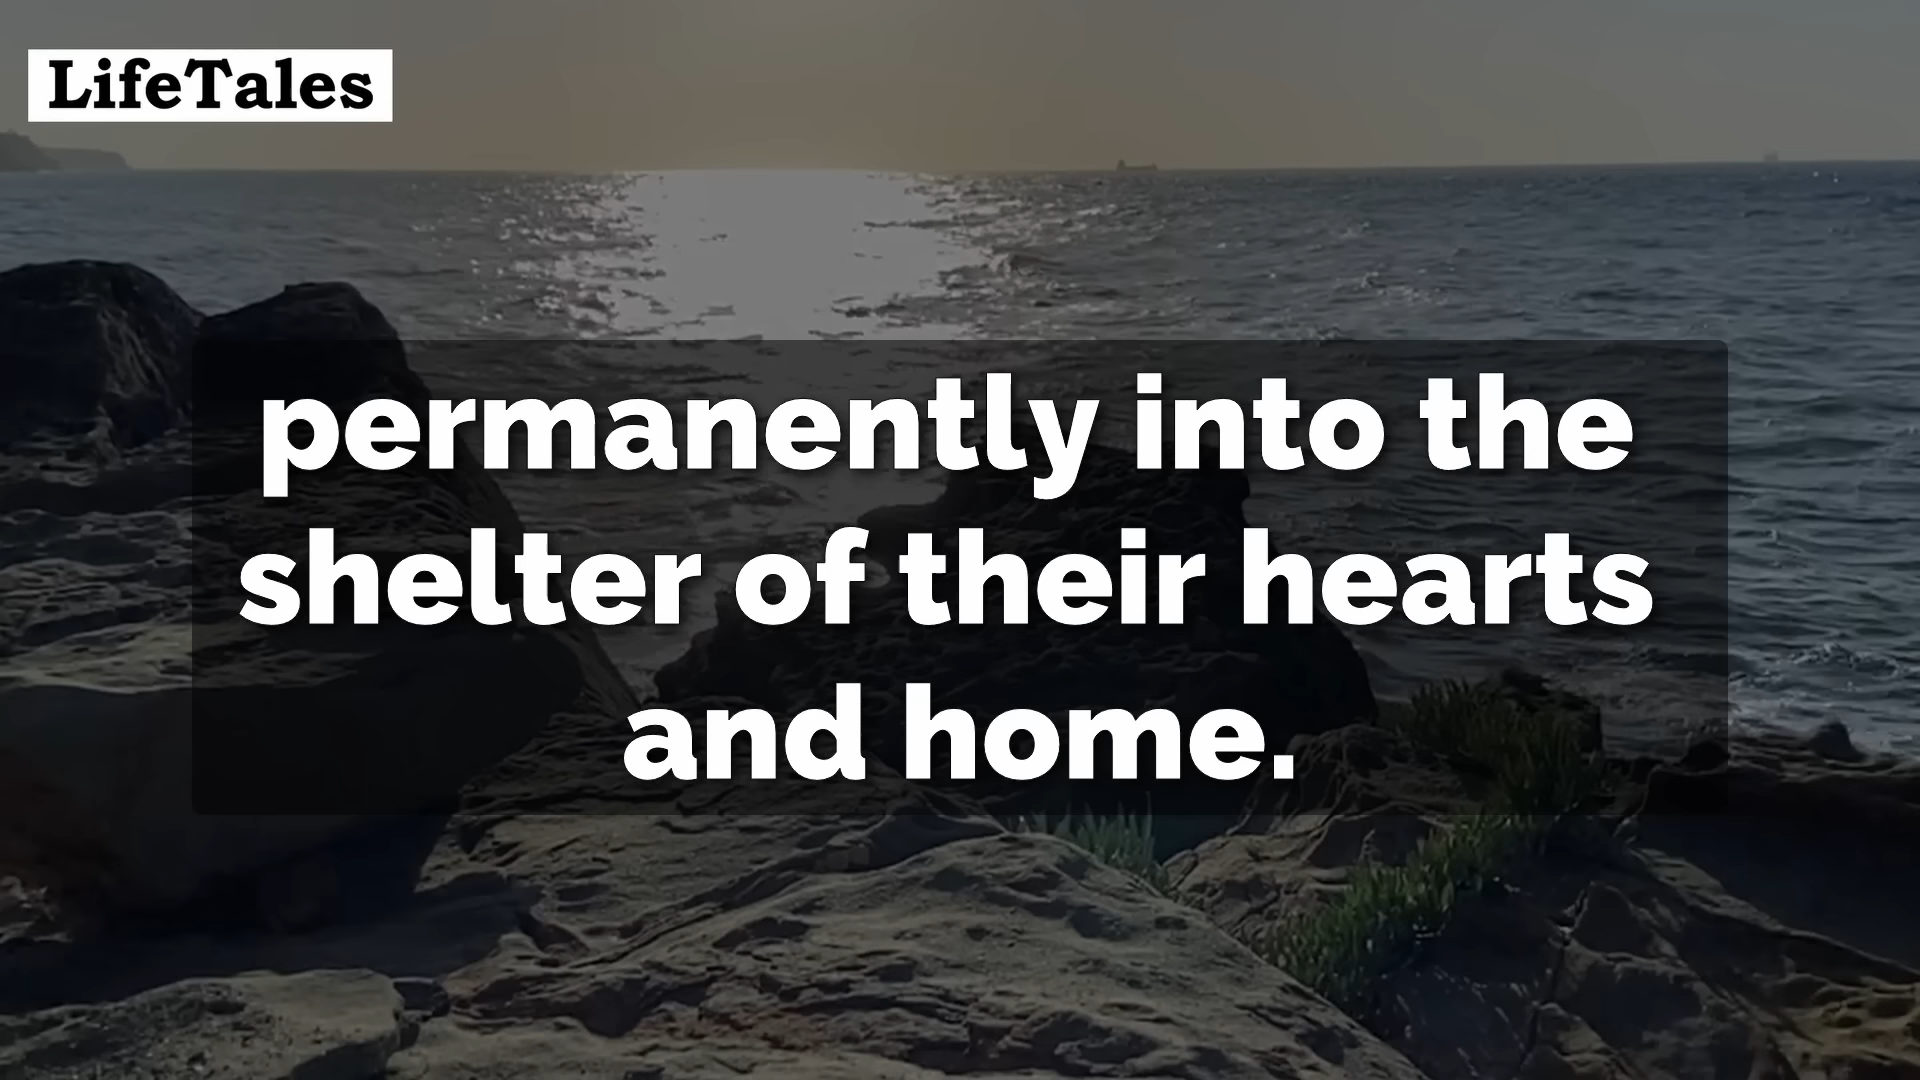 LifeTales
permanently into the
shelter of their hearts
and home.